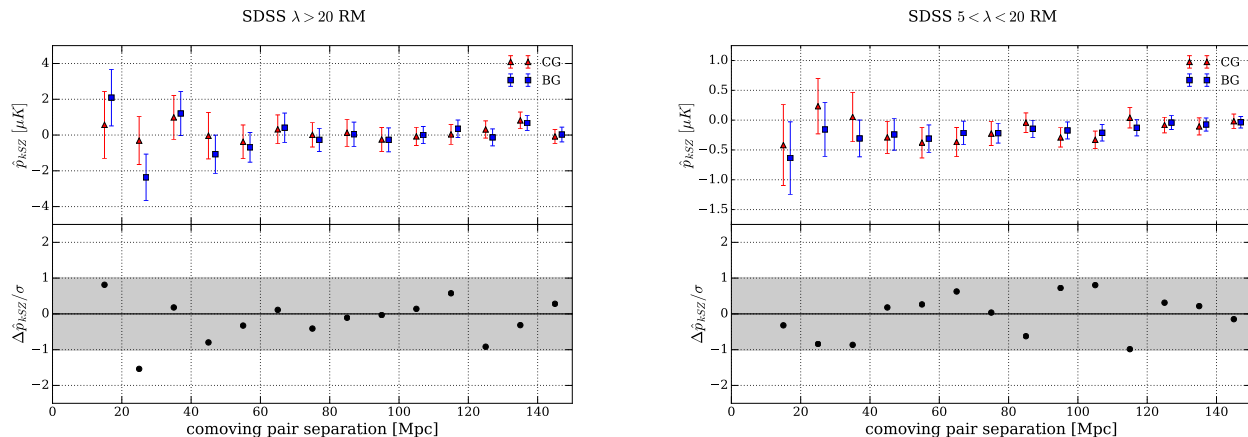 SDSS λ > 20 RM
CG
BG
4
2
0
−2
−4
p̂kSZ [μK]
2
1
0
−1
−2
Δp̂kSZ/σ
0 20 40 60 80 100 120 140
comoving pair separation [Mpc]
SDSS 5 < λ < 20 RM
CG
BG
1.0
0.5
0.0
−0.5
−1.0
−1.5
p̂kSZ [μK]
2
1
0
−1
−2
Δp̂kSZ/σ
0 20 40 60 80 100 120 140
comoving pair separation [Mpc]